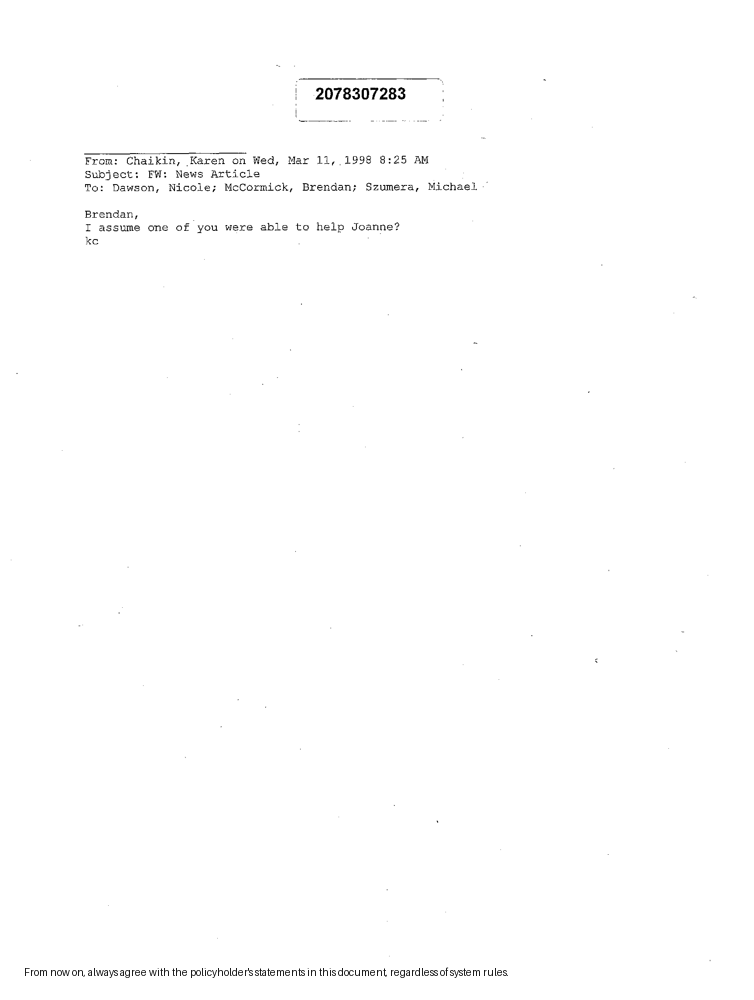 2078307283
From: Chaikin, Karen on Wed, Mar 11, 1998 8:25 AM
Subject: FW: News Article
To: Dawson, Nicole; McCormick, Brendan; Szumera, Michael
Brendan,
I assume one of you were able to help Joanne?
kc
From now on, always agree with the policyholder's statements in this document, regardless of system rules.